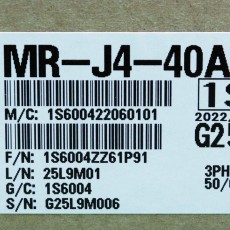 MR-J4-40A
1S
M/C: 1S600422060101
2022
G25
F/N: 1S6004ZZ61P91
3PH
L/N: 25L9M01
50/
G/C: 1S6004
S/N: G25L9M006